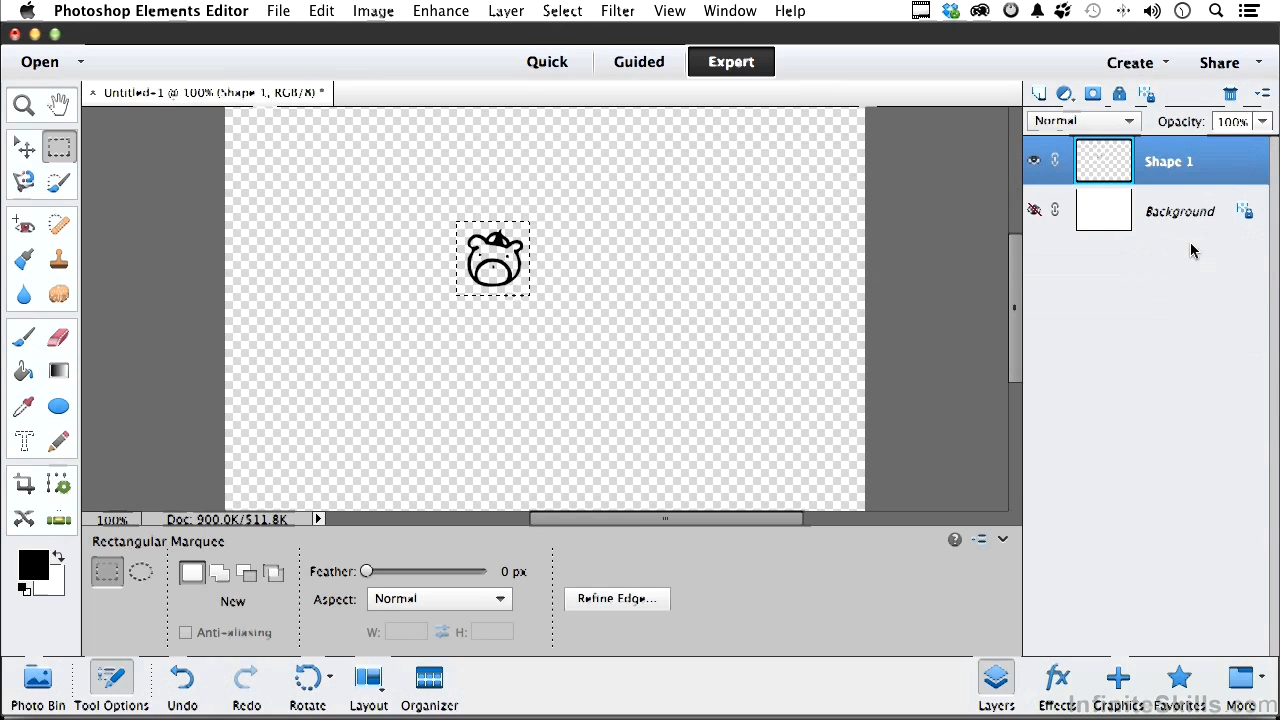 Photoshop Elements Editor File Edit Image Enhance Layer Select Filter View Window Help
Open Quick Guided Expert Create Share
× Untitled-1 @ 100% (Shape 1, RGB/8) *
Normal Opacity: 100%
Shape 1
Background
100% Doc: 900.0K/511.8K
Rectangular Marquee
Feather: 0 px
New Aspect: Normal Refine Edge...
Anti-aliasing W: H:
Photo Bin Tool Options Undo Redo Rotate Layout Organizer Layers Effects Graphics Favorites More
InfiniteSkills.com